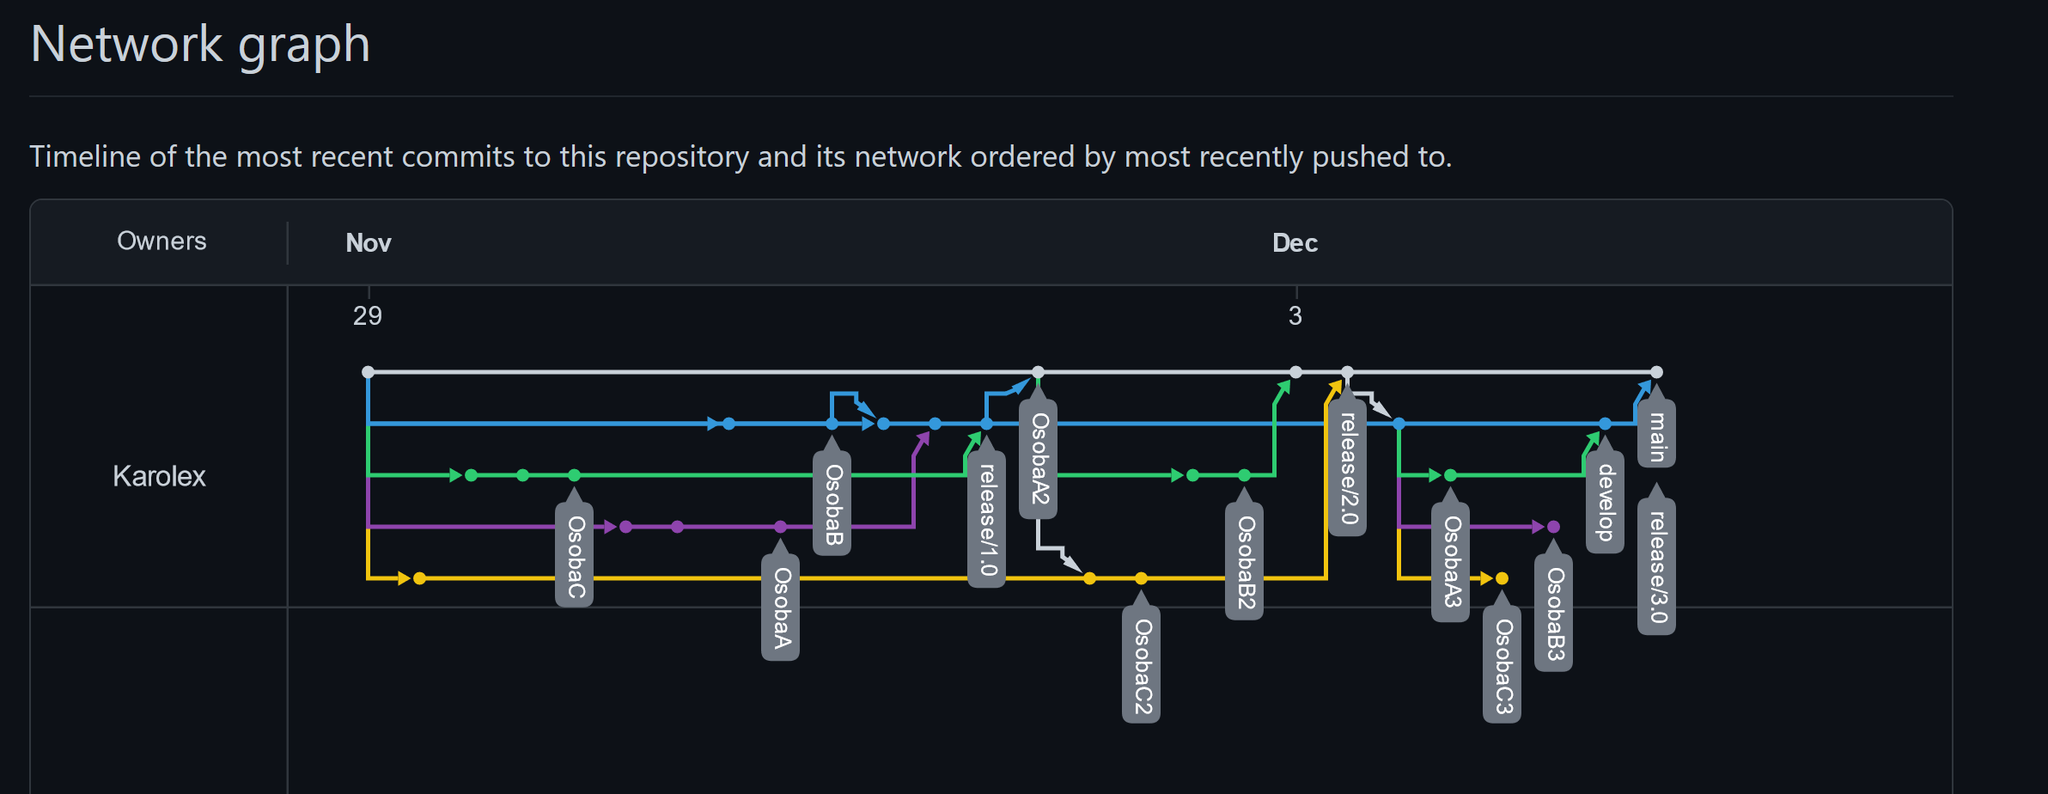 Network graph
Timeline of the most recent commits to this repository and its network ordered by most recently pushed to.
Owners
Nov
Dec
29
3
Karolex
OsobaC
OsobaA
OsobaB
release/1.0
OsobaA2
OsobaC2
OsobaB2
release/2.0
OsobaA3
OsobaC3
OsobaB3
develop
main
release/3.0